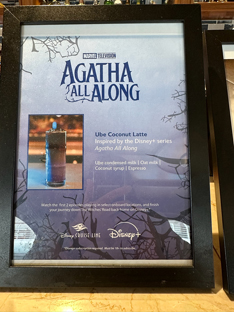 MARVEL TELEVISION
AGATHA
ALL ALONG
Ube Coconut Latte
Inspired by the Disney+ series
Agatha All Along
Ube condensed milk | Oat milk |
Coconut syrup | Espresso
Disney CRUISE LINE
Disney+